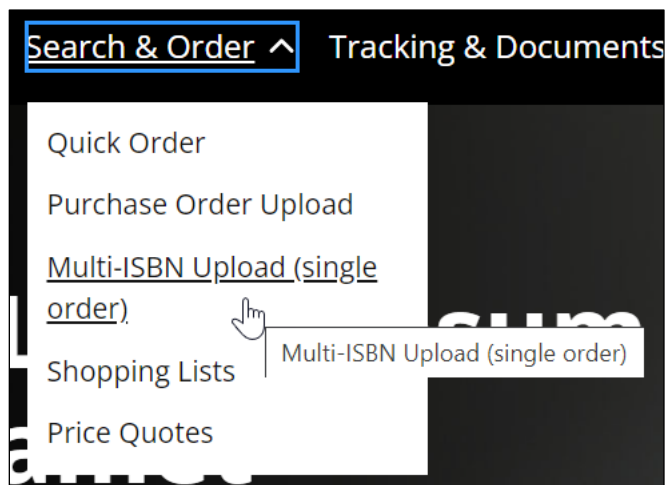 Search & Order Tracking & Documents
Quick Order
Purchase Order Upload
Multi-ISBN Upload (single
order)
Multi-ISBN Upload (single order)
Shopping Lists
Price Quotes